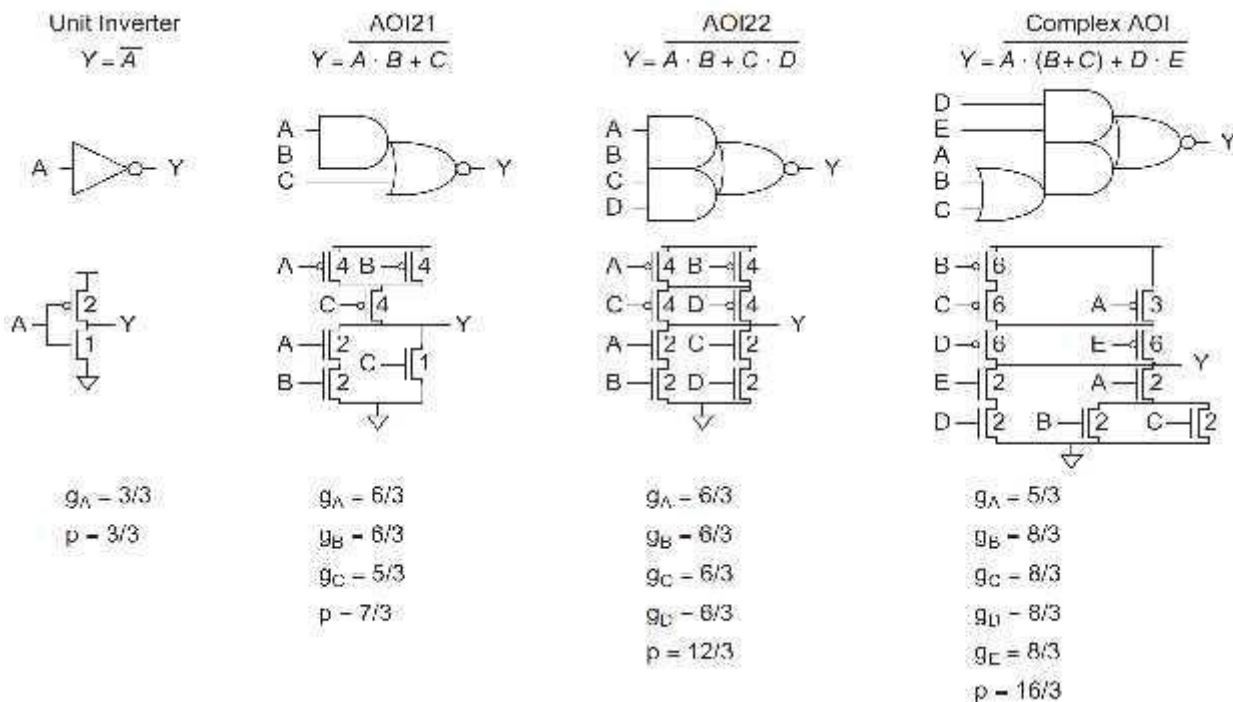 Unit Inverter
AOI21
AOI22
Complex AOI
Y = A
Y = A · B + C
Y = A · B + C · D
Y = A · (B+C) + D · E
A
Y
A
B
C
Y
A
B
C
D
Y
D
E
A
B
C
Y
A
2
1
Y
A
4
B
4
C
4
A
2
C
1
B
2
Y
A
4
B
4
C
4
D
4
A
2
C
2
B
2
D
2
Y
B
6
C
6
A
3
D
6
E
6
E
2
A
2
D
2
B
2
C
2
Y
gA = 3/3
p = 3/3
gA = 6/3
gB = 6/3
gC = 5/3
p = 7/3
gA = 6/3
gB = 6/3
gC = 6/3
gD = 6/3
p = 12/3
gA = 5/3
gB = 8/3
gC = 8/3
gD = 8/3
gE = 8/3
p = 16/3